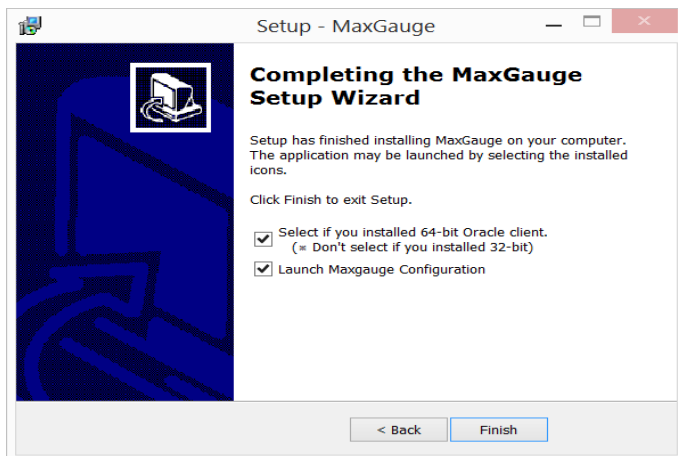 Setup - MaxGauge
Completing the MaxGauge
Setup Wizard
Setup has finished installing MaxGauge on your computer.
The application may be launched by selecting the installed
icons.
Click Finish to exit Setup.
Select if you installed 64-bit Oracle client.
(※ Don't select if you installed 32-bit)
Launch Maxgauge Configuration
< Back
Finish